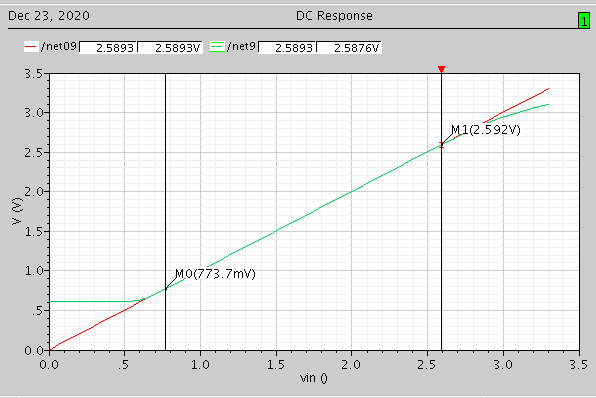 Dec 23, 2020 DC Response 1
/net09 2.5893 2.5893V /net9 2.5893 2.5876V
3.5
3.0
M1(2.592V)
2.5
2.0
V (V)
1.5
1.0
M0(773.7mV)
.5
0.0
0.0 .5 1.0 1.5 2.0 2.5 3.0 3.5
vin ()